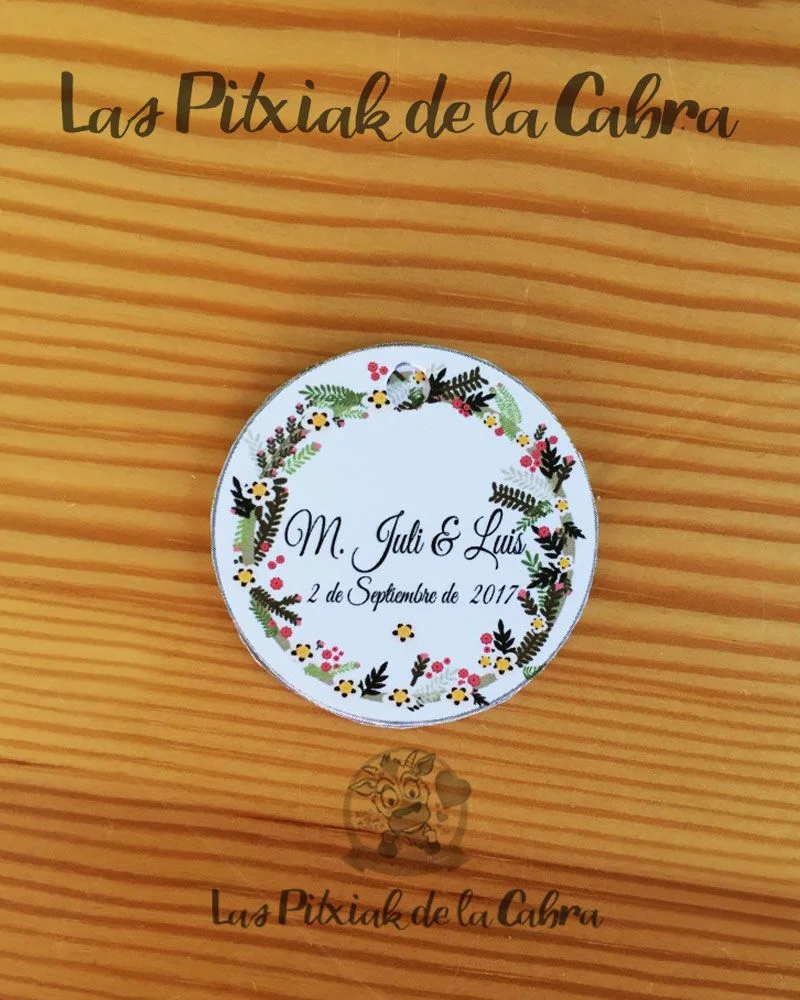 Las Pitxiak de la Cabra
M. Juli & Luis
2 de Septiembre de 2017
Las Pitxiak de la Cabra